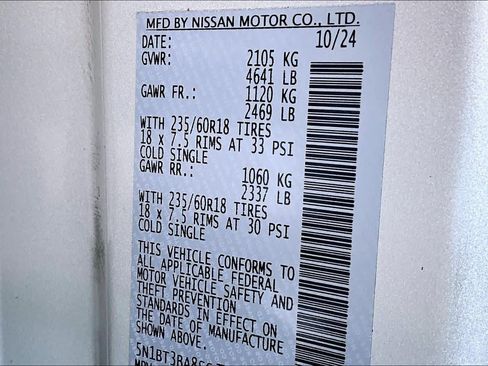 MFD BY NISSAN MOTOR CO., LTD.
DATE: 10/24
GVWR: 2105 KG
4641 LB
GAWR FR.: 1120 KG
2469 LB
WITH 235/60R18 TIRES
18 x 7.5 RIMS AT 33 PSI
COLD SINGLE
GAWR RR.: 1060 KG
2337 LB
WITH 235/60R18 TIRES
18 x 7.5 RIMS AT 30 PSI
COLD SINGLE
THIS VEHICLE CONFORMS TO
ALL APPLICABLE FEDERAL
MOTOR VEHICLE SAFETY AND
THEFT PREVENTION
STANDARDS IN EFFECT ON
THE DATE OF MANUFACTURE
SHOWN ABOVE.